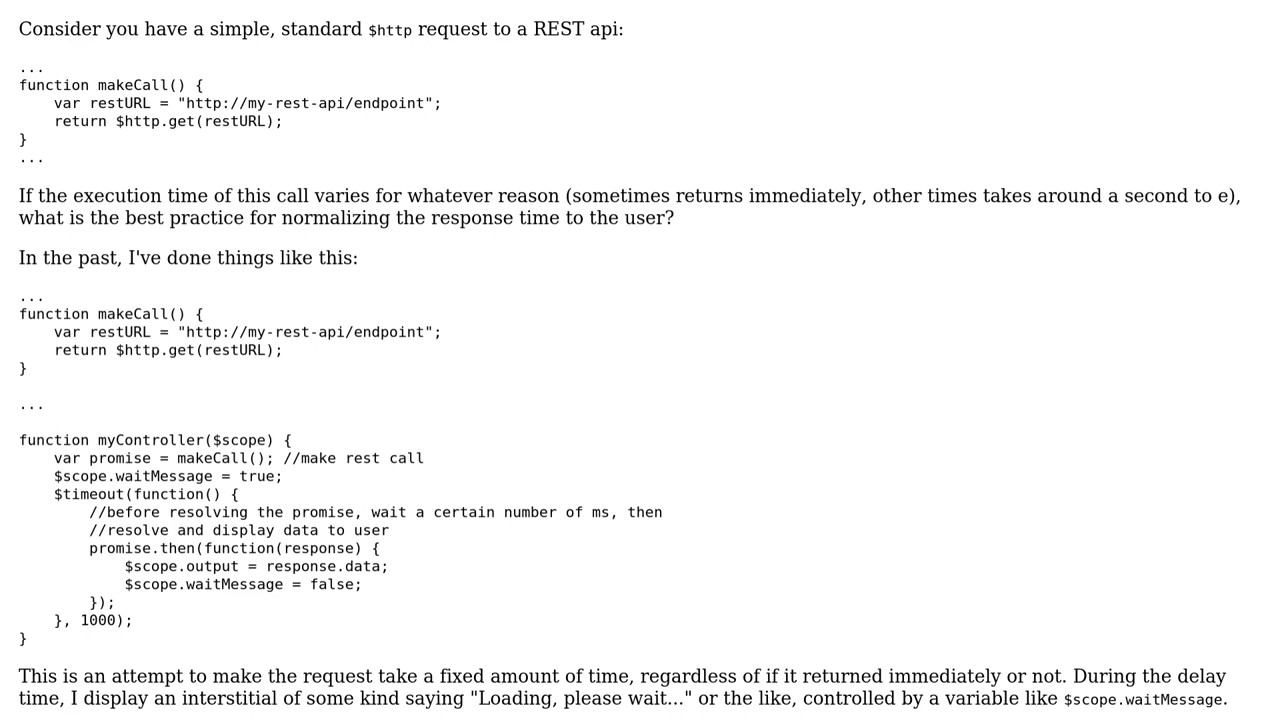 Consider you have a simple, standard $http request to a REST api:
...
function makeCall() {
    var restURL = "http://my-rest-api/endpoint";
    return $http.get(restURL);
}
...
If the execution time of this call varies for whatever reason (sometimes returns immediately, other times takes around a second to e),
what is the best practice for normalizing the response time to the user?
In the past, I've done things like this:
...
function makeCall() {
    var restURL = "http://my-rest-api/endpoint";
    return $http.get(restURL);
}
...
function myController($scope) {
    var promise = makeCall(); //make rest call
    $scope.waitMessage = true;
    $timeout(function() {
        //before resolving the promise, wait a certain number of ms, then
        //resolve and display data to user
        promise.then(function(response) {
            $scope.output = response.data;
            $scope.waitMessage = false;
        });
    }, 1000);
}
This is an attempt to make the request take a fixed amount of time, regardless of if it returned immediately or not. During the delay
time, I display an interstitial of some kind saying "Loading, please wait..." or the like, controlled by a variable like $scope.waitMessage.